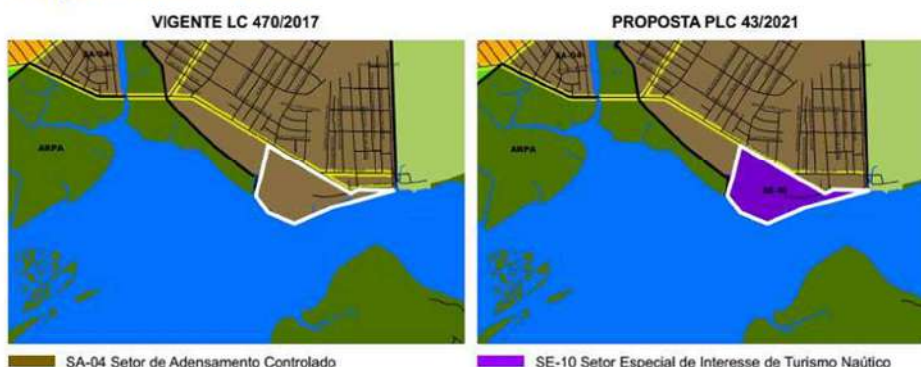 VIGENTE LC 470/2017
PROPOSTA PLC 43/2021
SA-04
ARPA
SA-04
ARPA
SE-10
SA-04 Setor de Adensamento Controlado
SE-10 Setor Especial de Interesse de Turismo Naútico